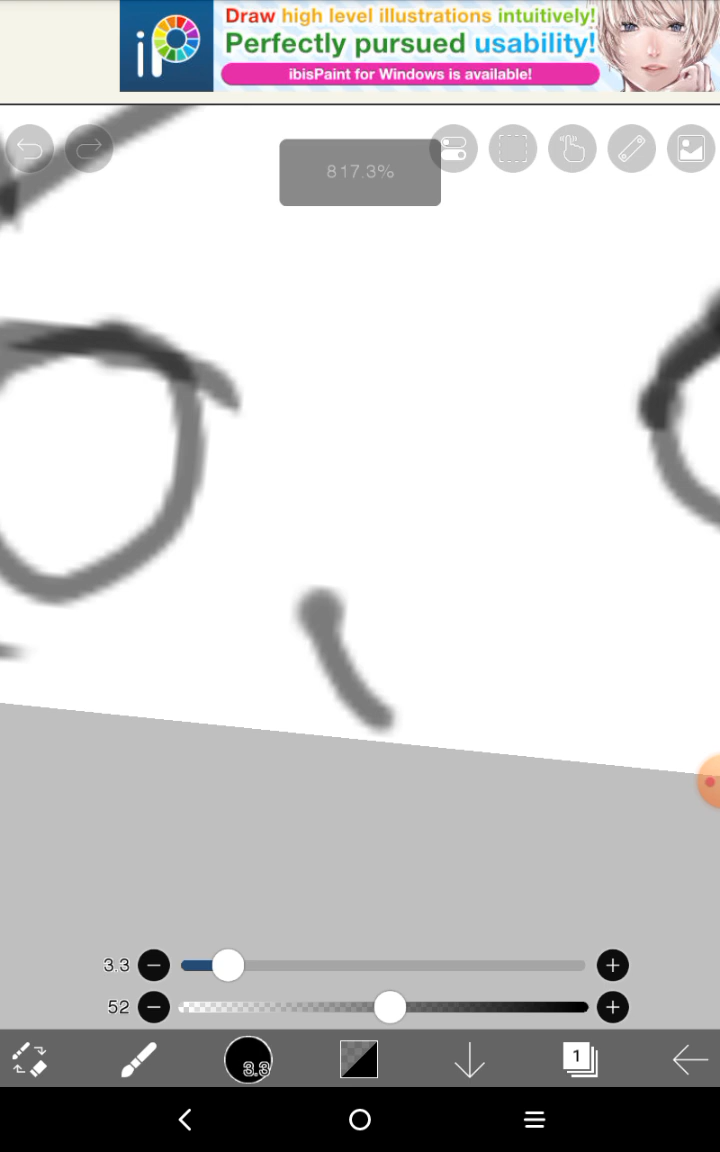 iP
Draw high level illustrations intuitively!
Perfectly pursued usability!
ibisPaint for Windows is available!
817.3%
3.3
52
3.3
1